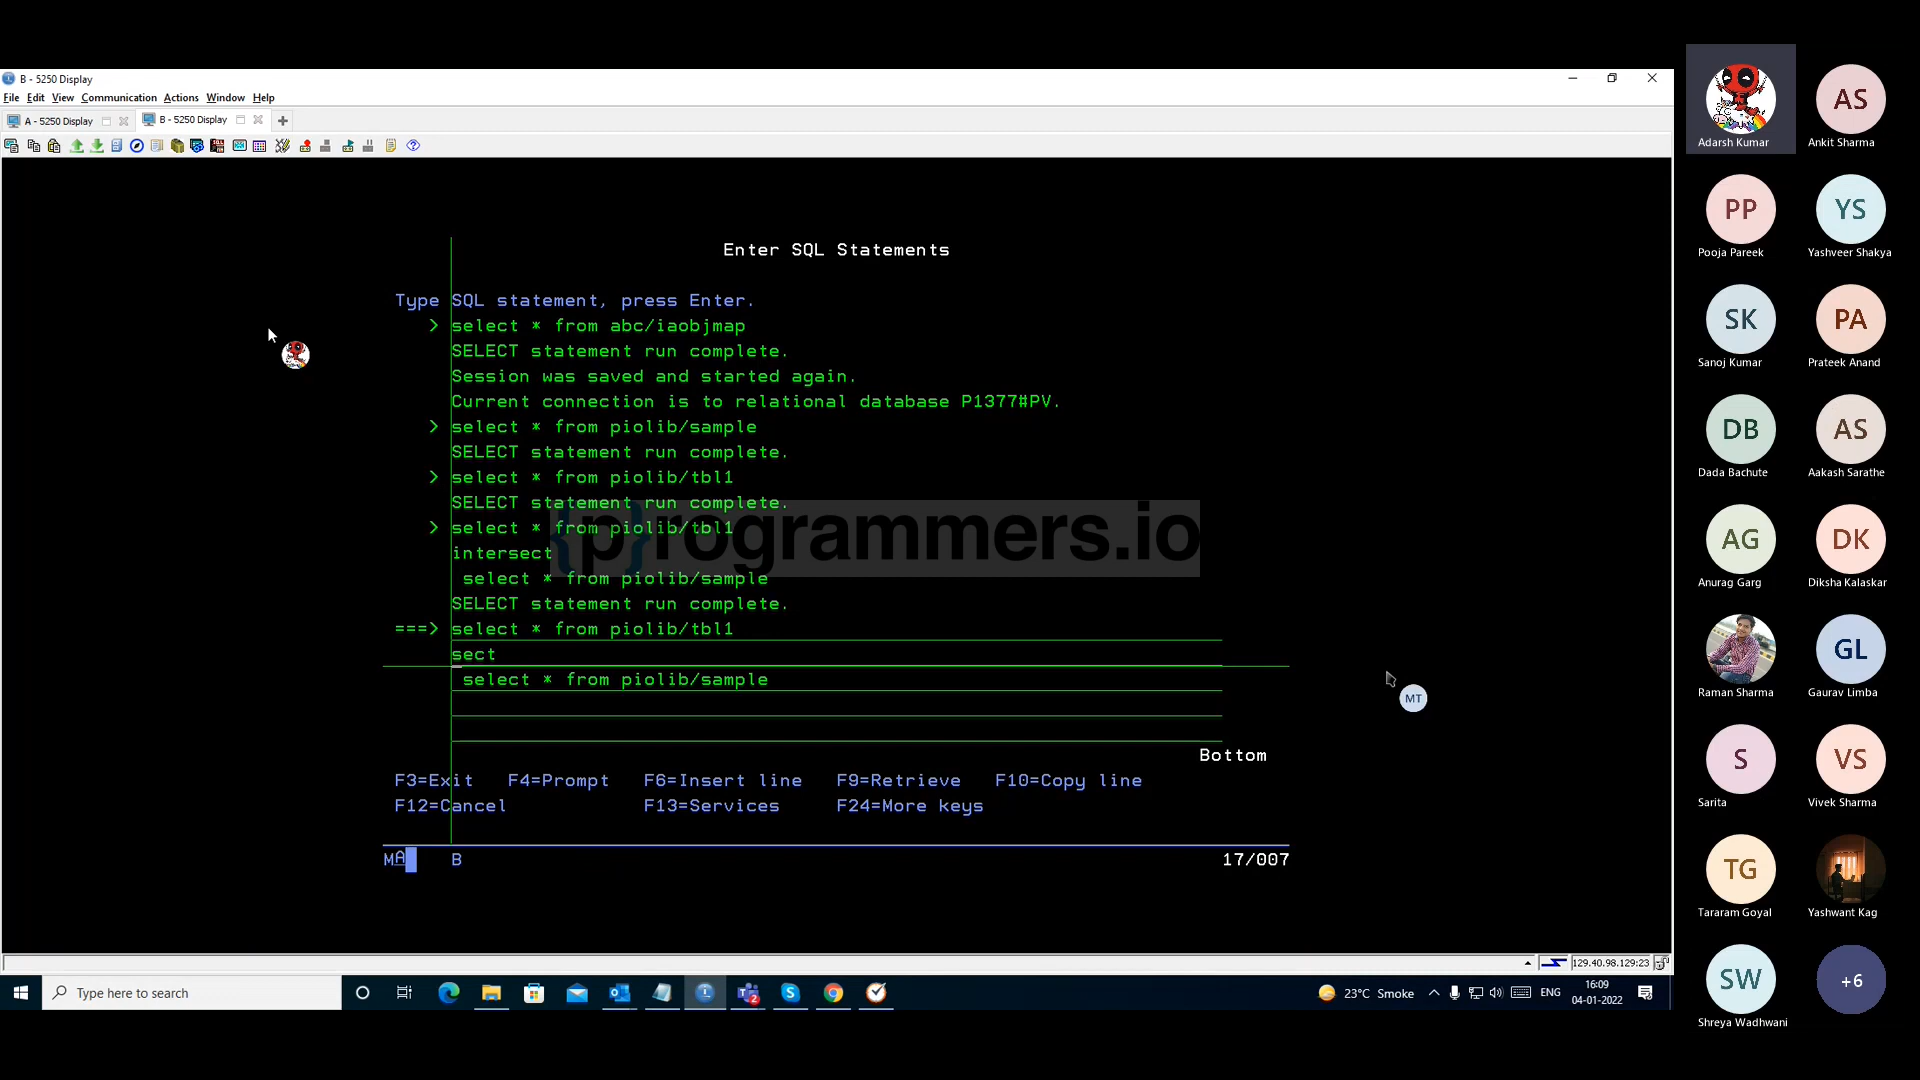 B - 5250 Display
File Edit View Communication Actions Window Help
A - 5250 Display B - 5250 Display
Enter SQL Statements
Type SQL statement, press Enter.
> select * from abc/iaobjmap
SELECT statement run complete.
Session was saved and started again.
Current connection is to relational database P1377#PV.
> select * from piolib/sample
SELECT statement run complete.
> select * from piolib/tbl1
SELECT statement run complete.
> select * from piolib/tbl1
intersect
select * from piolib/sample
SELECT statement run complete.
===> select * from piolib/tbl1
sect
select * from piolib/sample
{p}rogrammers.io
Bottom
F3=Exit F4=Prompt F6=Insert line F9=Retrieve F10=Copy line
F12=Cancel F13=Services F24=More keys
MA B 17/007
MT
129.40.98.129:23
Type here to search
2
23°C Smoke
ENG
16:09
04-01-2022
Adarsh Kumar
AS
Ankit Sharma
PP
Pooja Pareek
YS
Yashveer Shakya
SK
Sanoj Kumar
PA
Prateek Anand
DB
Dada Bachute
AS
Aakash Sarathe
AG
Anurag Garg
DK
Diksha Kalaskar
Raman Sharma
GL
Gaurav Limba
S
Sarita
VS
Vivek Sharma
TG
Tararam Goyal
Yashwant Kag
SW
Shreya Wadhwani
+6